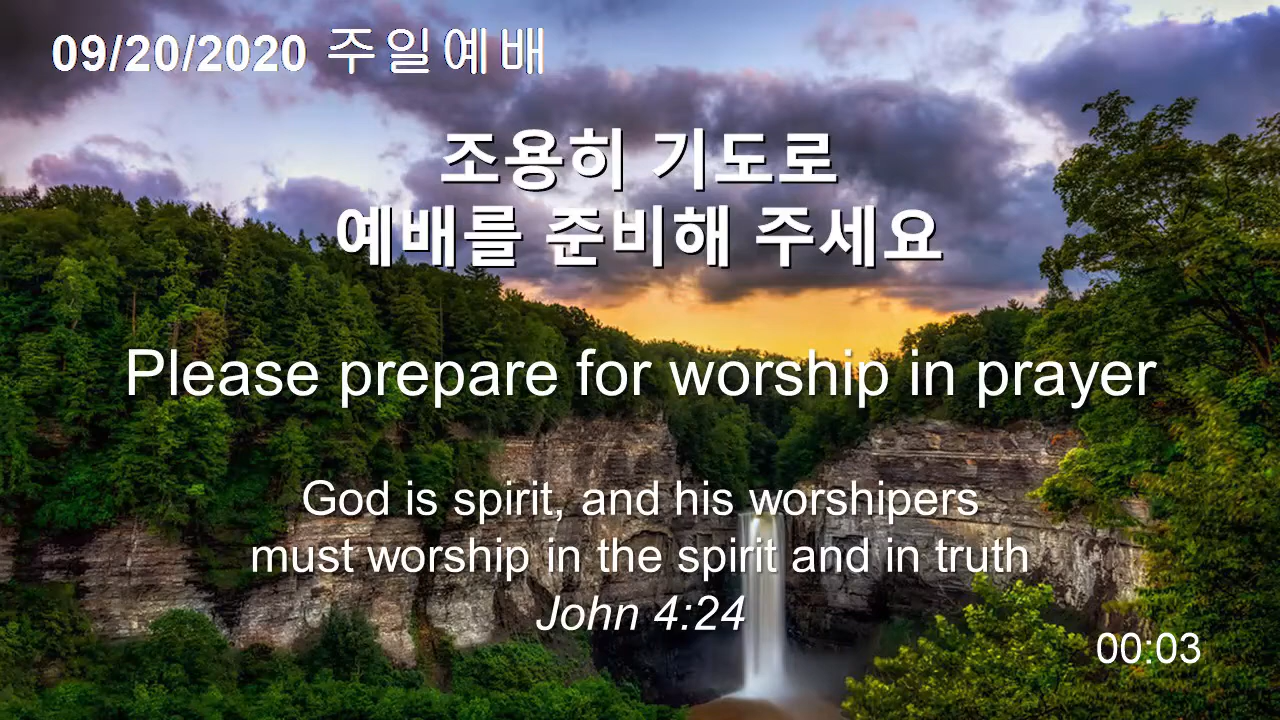 09/20/2020 주일예배
조용히 기도로
예배를 준비해 주세요
Please prepare for worship in prayer
God is spirit, and his worshipers
must worship in the spirit and in truth
John 4:24
00:03